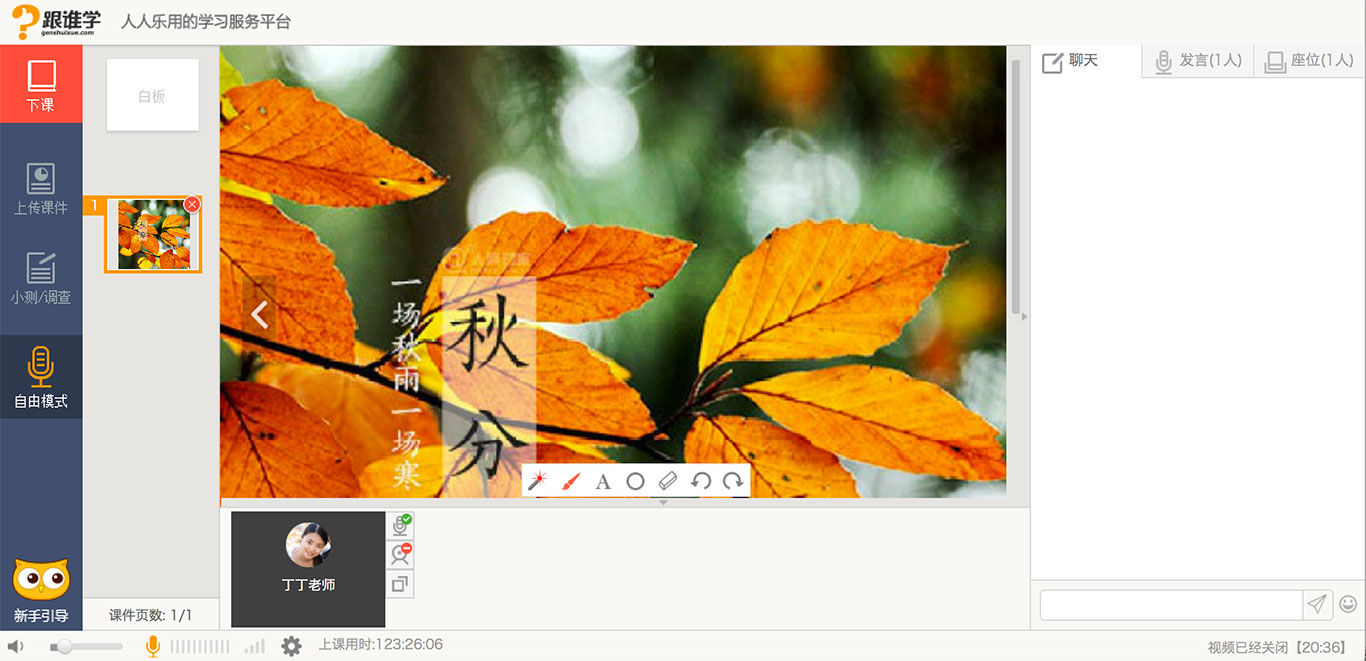 跟谁学
genshuixue.com
人人乐用的学习服务平台
下课
上传课件
小测/调查
自由模式
新手引导
白板
1
课件页数: 1/1
秋分
一场秋雨一场寒
A
丁丁老师
聊天
发言(1人)
座位(1人)
上课用时:123:26:06
视频已经关闭【20:36】